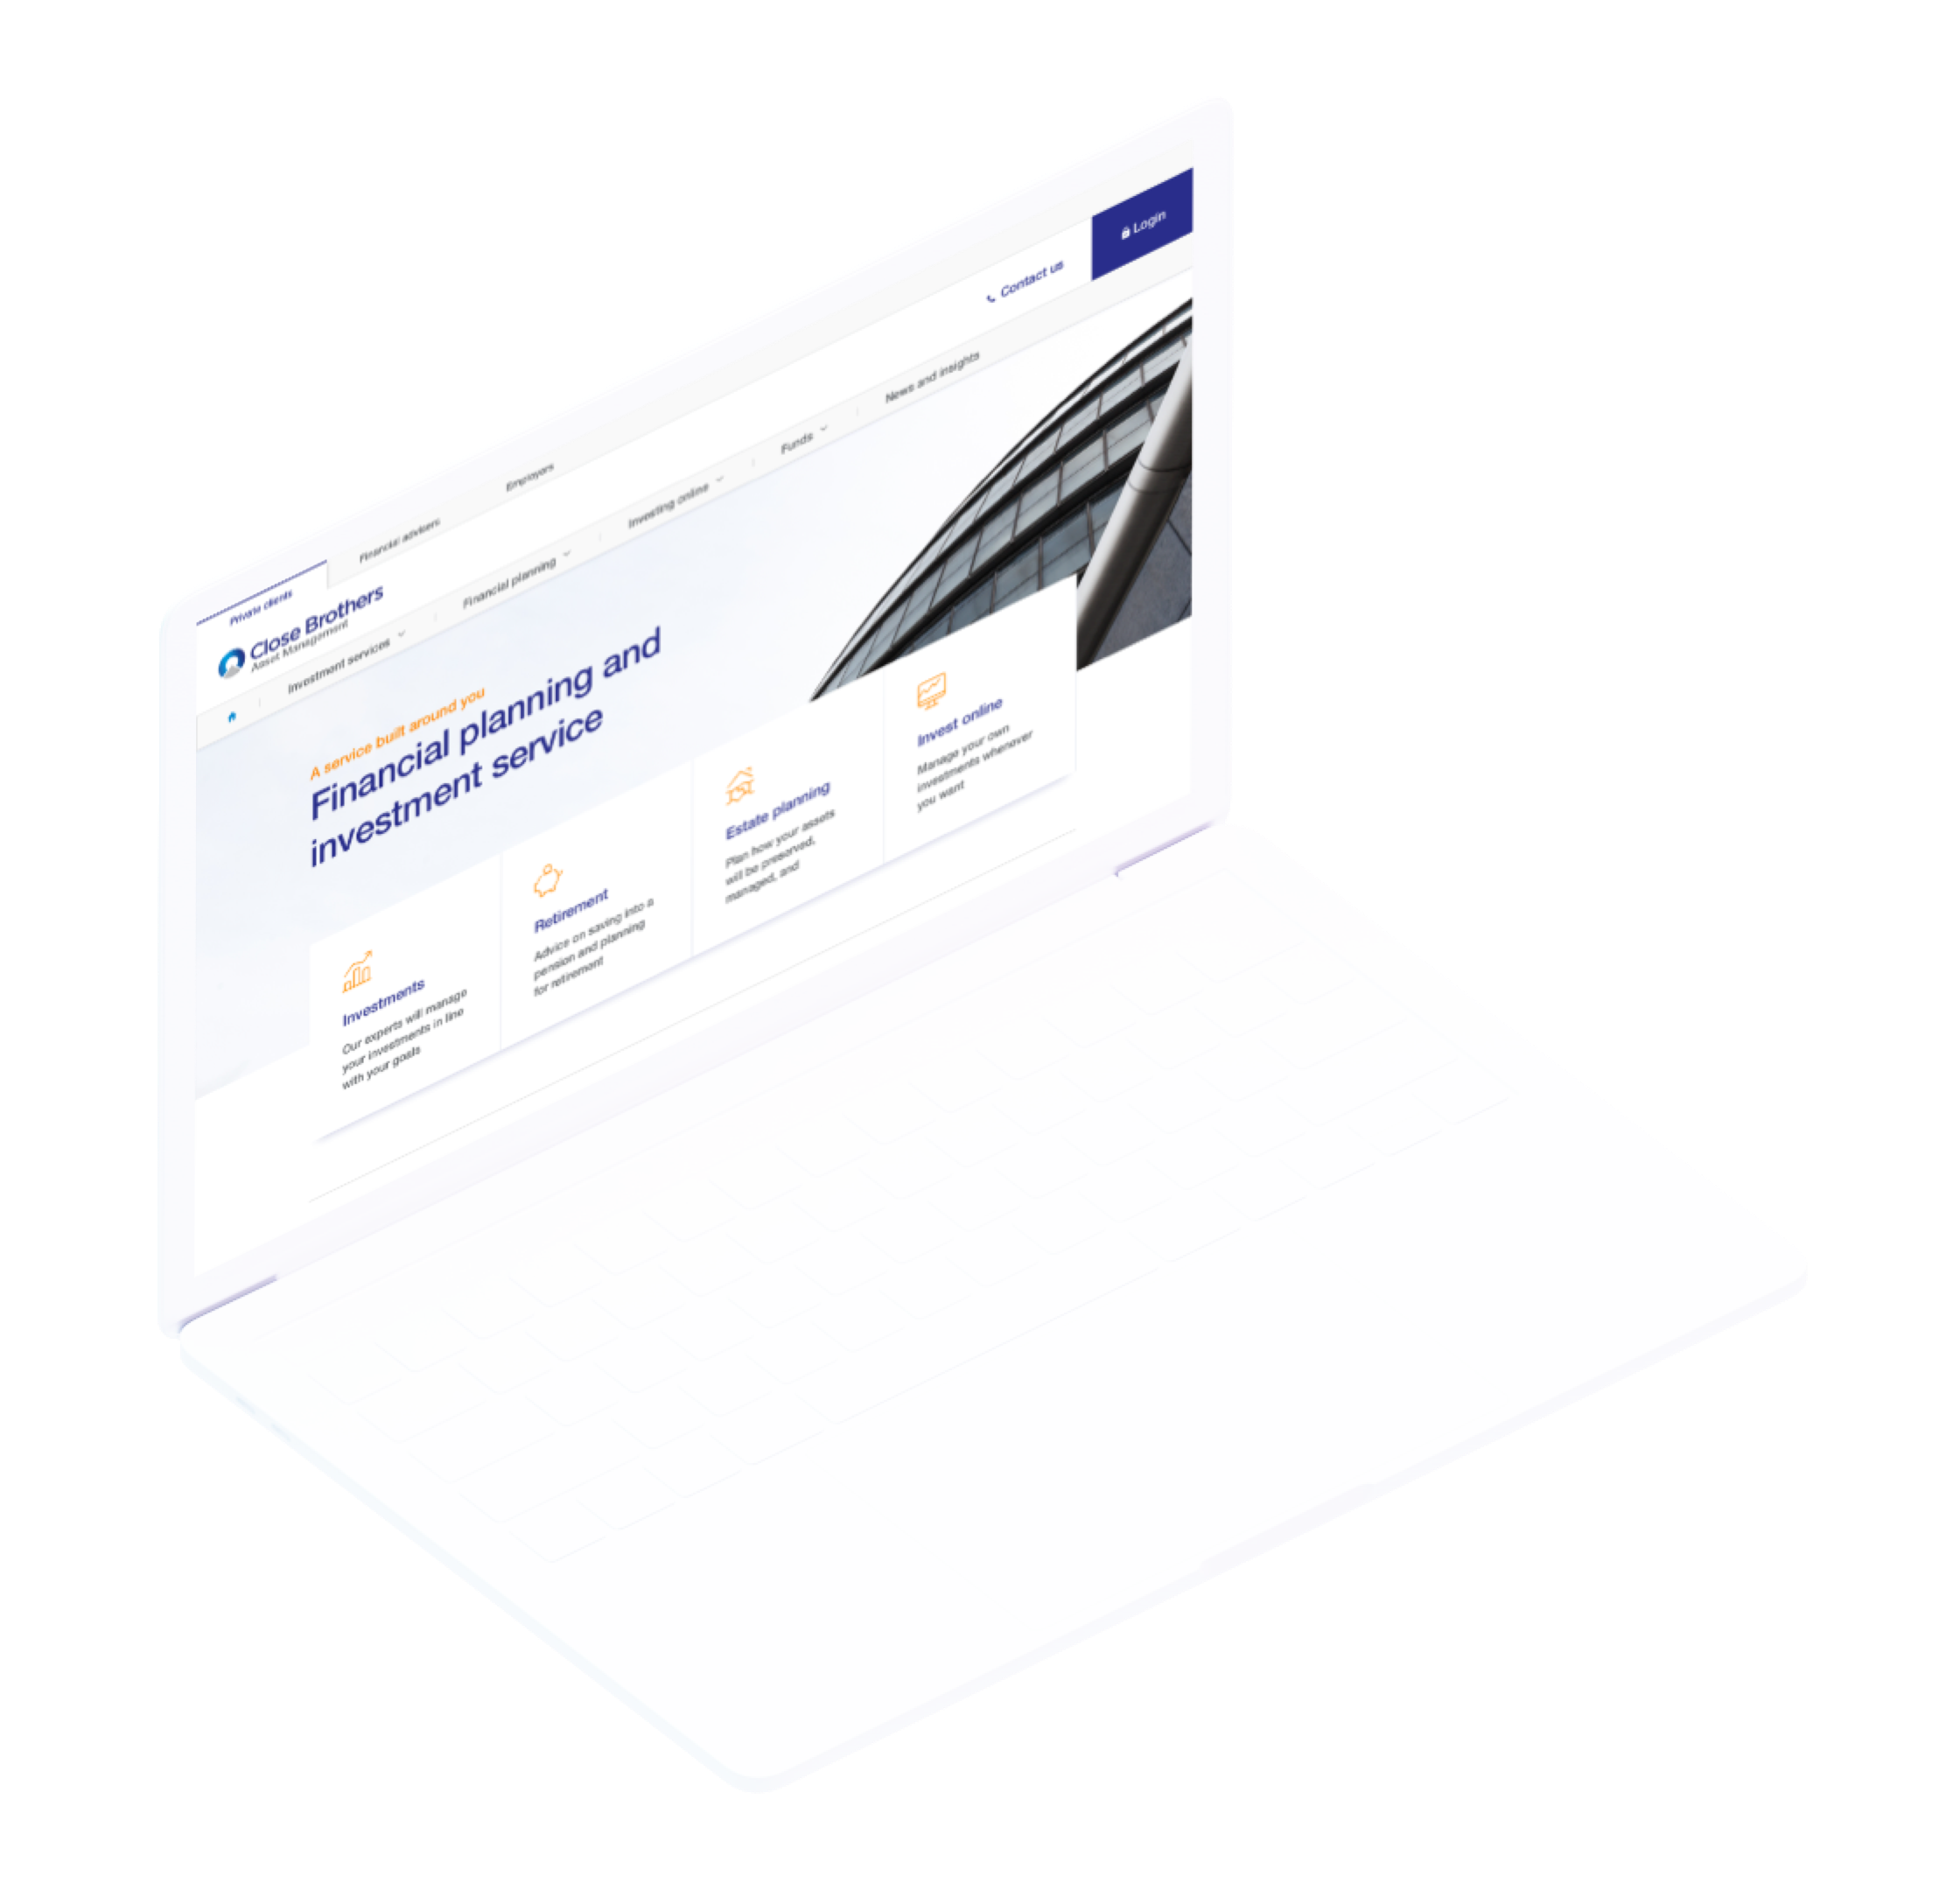 Private clients
Financial advisers
Employers
Close Brothers
Asset Management
Contact us
Login
Investment services
Financial planning
Investing online
Funds
News and insights
A service built around you
Financial planning and
investment service
Investments
Our experts will manage
your investments in line
with your goals
Retirement
Advice on saving into a
pension and planning
for retirement
Estate planning
Plan how your assets
will be preserved,
managed, and
Invest online
Manage your own
investments whenever
you want